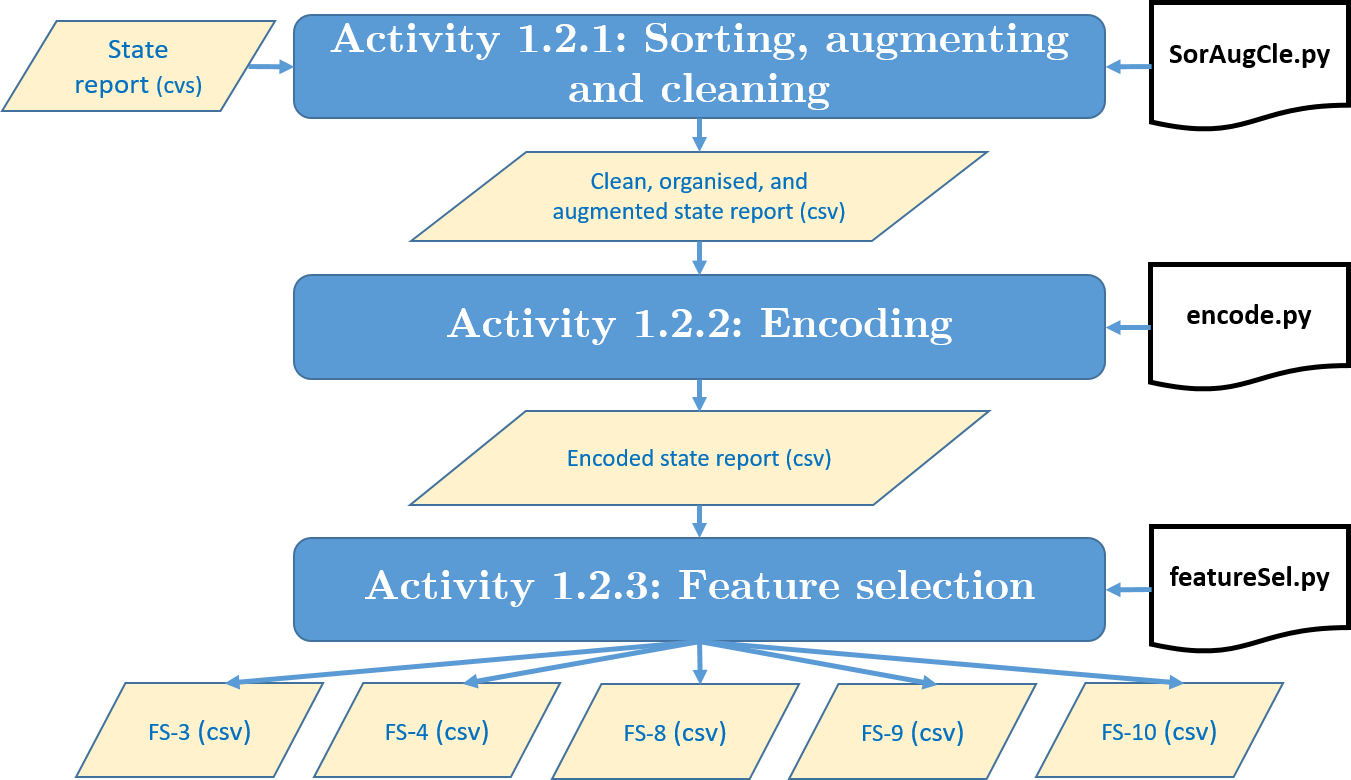 State
report (cvs)
Activity 1.2.1: Sorting, augmenting
and cleaning
SorAugCle.py
Clean, organised, and
augmented state report (csv)
Activity 1.2.2: Encoding
encode.py
Encoded state report (csv)
Activity 1.2.3: Feature selection
featureSel.py
FS-3 (csv)
FS-4 (csv)
FS-8 (csv)
FS-9 (csv)
FS-10 (csv)